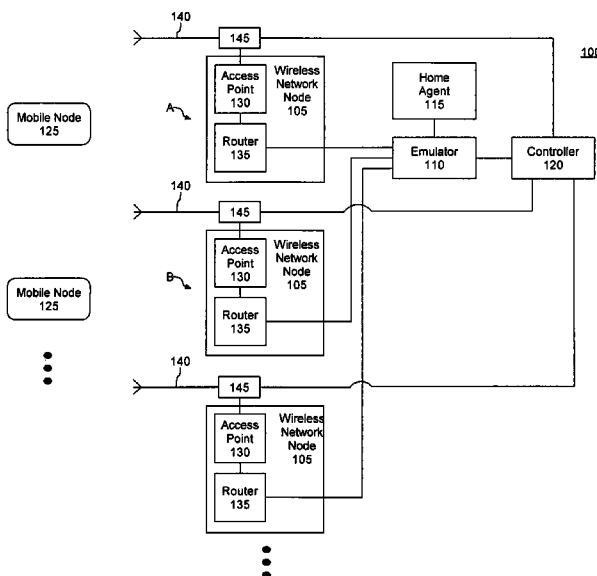 140
145
100
Access
Point
130
Wireless
Network
Node
105
Home
Agent
115
Mobile Node
125
A
Router
135
Emulator
110
Controller
120
140
145
Access
Point
130
Wireless
Network
Node
105
Mobile Node
125
B
Router
135
140
145
Access
Point
130
Wireless
Network
Node
105
Router
135